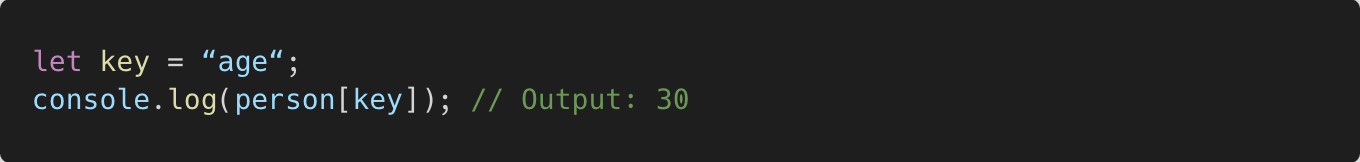 let key = “age“;
console.log(person[key]); // Output: 30